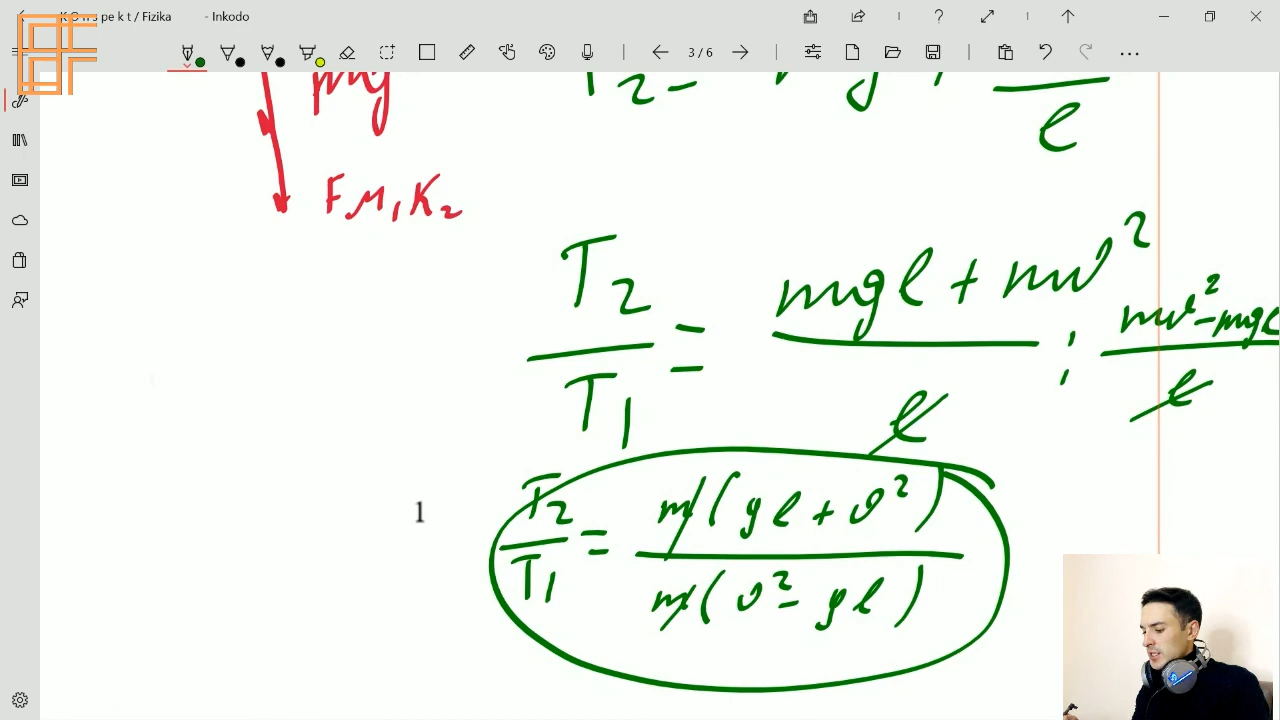 / Fizika - Inkodo
3 / 6
mg
T₂ =
l
F M₁K₂
T₂/T₁ = (mgl + mv²)/l : (mv² - mgl)/l
1
T₂/T₁ = m(gl + v²)/m(v² - gl)